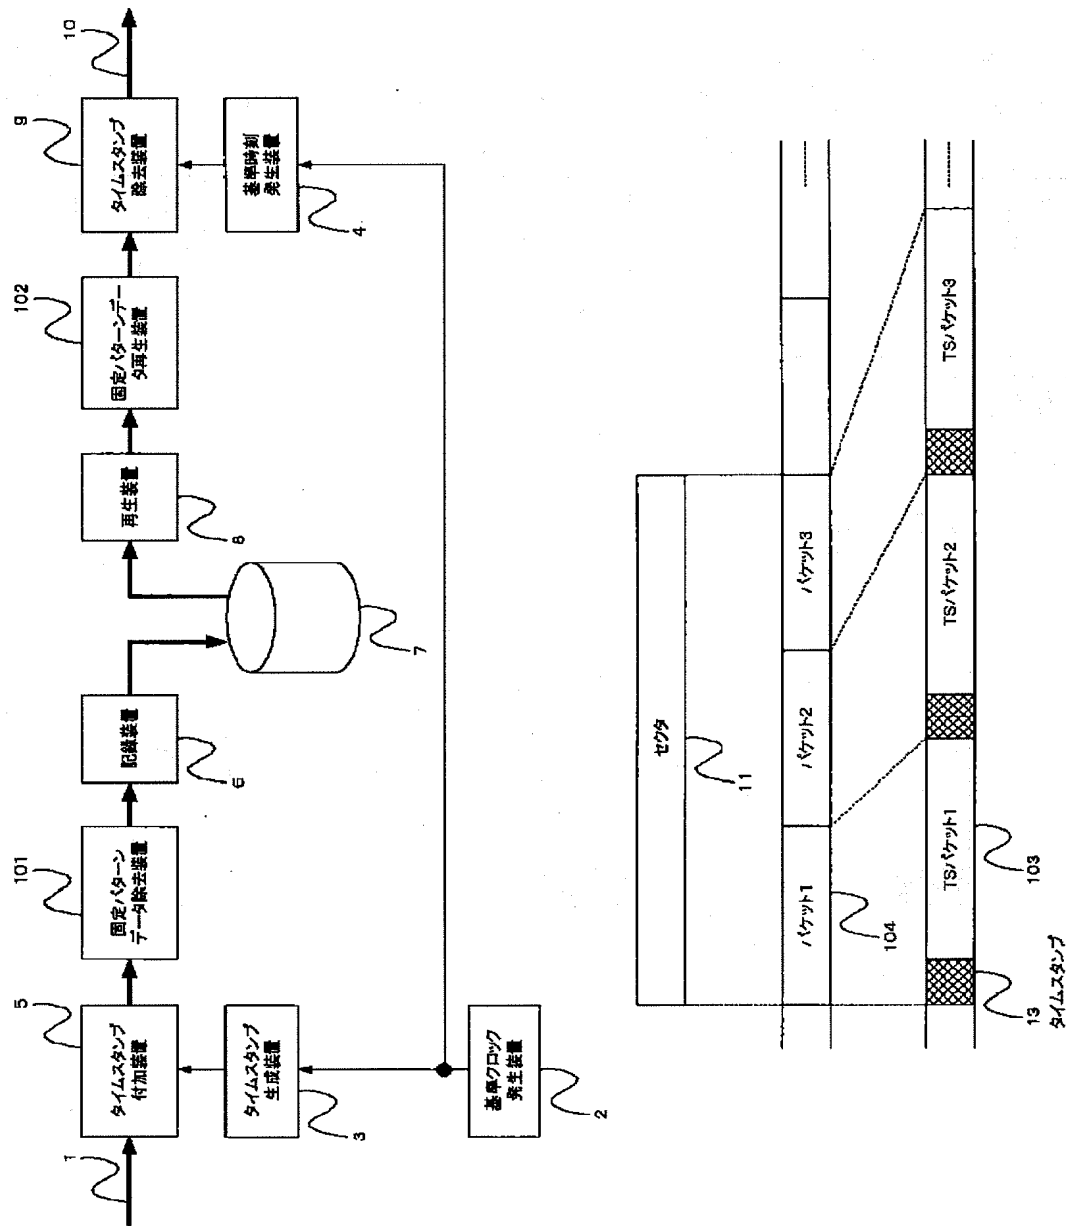 1
タイムスタンプ
付加装置
5
タイムスタンプ
生成装置
3
基準クロック
発生装置
2
固定パターン
データ除去装置
101
記録装置
6
7
再生装置
8
固定パターンデー
タ再生装置
102
タイムスタンプ
除去装置
9
基準時刻
発生装置
4
10
セクタ
11
パケット1
パケット2
パケット3
104
TSパケット1
TSパケット2
TSパケット3
103
13
タイムスタンプ